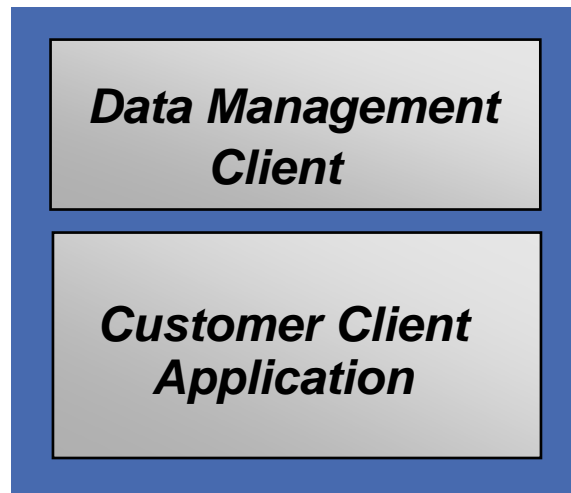 Data Management
Client
Customer Client
Application